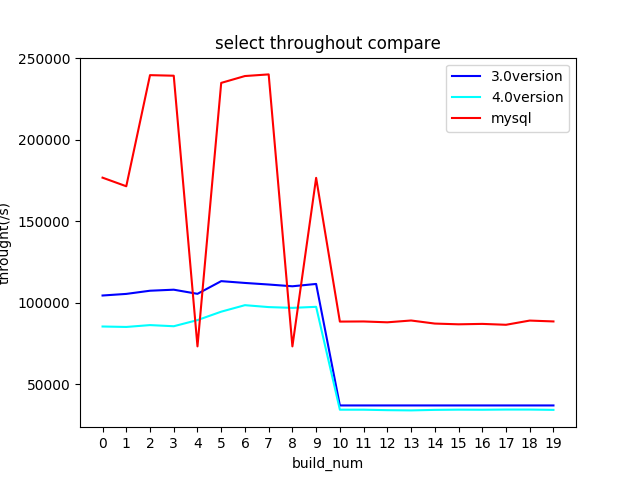 select throughout compare
3.0version
4.0version
mysql
throught(/s)
250000
200000
150000
100000
50000
0 1 2 3 4 5 6 7 8 9 10 11 12 13 14 15 16 17 18 19
build_num